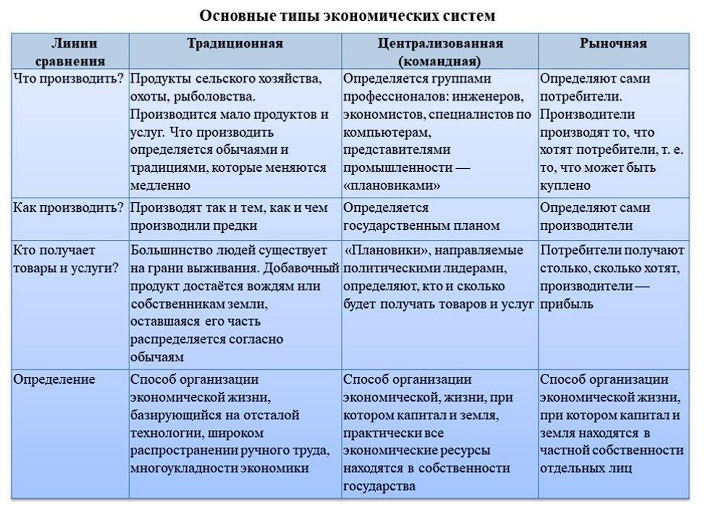 Основные типы экономических систем
Линии
сравнения
Традиционная
Централизованная
(командная)
Рыночная
Что производить?
Продукты сельского хозяйства,
охоты, рыболовства.
Производится мало продуктов и
услуг. Что производить
определяется обычаями и
традициями, которые меняются
медленно
Определяется группами
профессионалов: инженеров,
экономистов, специалистов по
компьютерам,
представителями
промышленности —
«плановиками»
Определяют сами
потребители.
Производители
производят то, что
хотят потребители, т. е.
то, что может быть
куплено
Как производить?
Производят так и тем, как и чем
производили предки
Определяется
государственным планом
Определяют сами
производители
Кто получает
товары и услуги?
Большинство людей существует
на грани выживания. Добавочный
продукт достаётся вождям или
собственникам земли,
оставшаяся его часть
распределяется согласно
обычаям
«Плановики», направляемые
политическими лидерами,
определяют, кто и сколько
будет получать товаров и услуг
Потребители получают
столько, сколько хотят,
производители —
прибыль
Определение
Способ организации
экономической жизни,
базирующийся на отсталой
технологии, широком
распространении ручного труда,
многоукладности экономики
Способ организации
экономической, жизни, при
котором капитал и земля,
практически все
экономические ресурсы
находятся в собственности
государства
Способ организации
экономической жизни,
при котором капитал и
земля находятся в
частной собственности
отдельных лиц